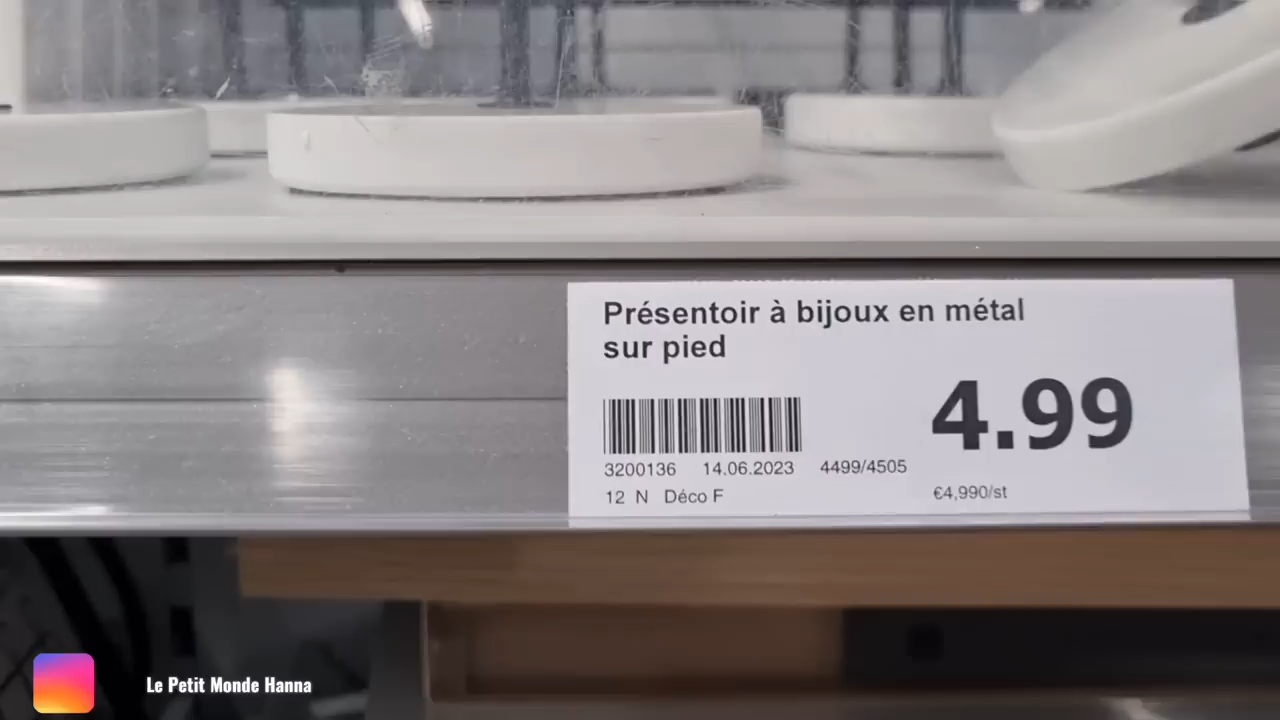 Présentoir à bijoux en métal
sur pied
4.99
3200136 14.06.2023 4499/4505
12 N Déco F
€4,990/st
Le Petit Monde Hanna